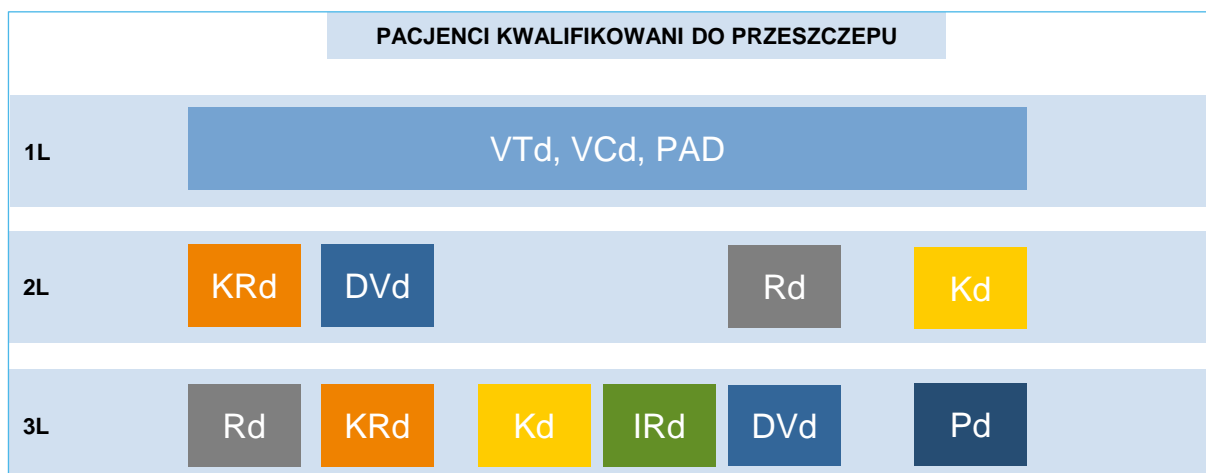 PACJENCI KWALIFIKOWANI DO PRZESZCZEPU
1L
VTd, VCd, PAD
2L
KRd
DVd
Rd
Kd
3L
Rd
KRd
Kd
IRd
DVd
Pd